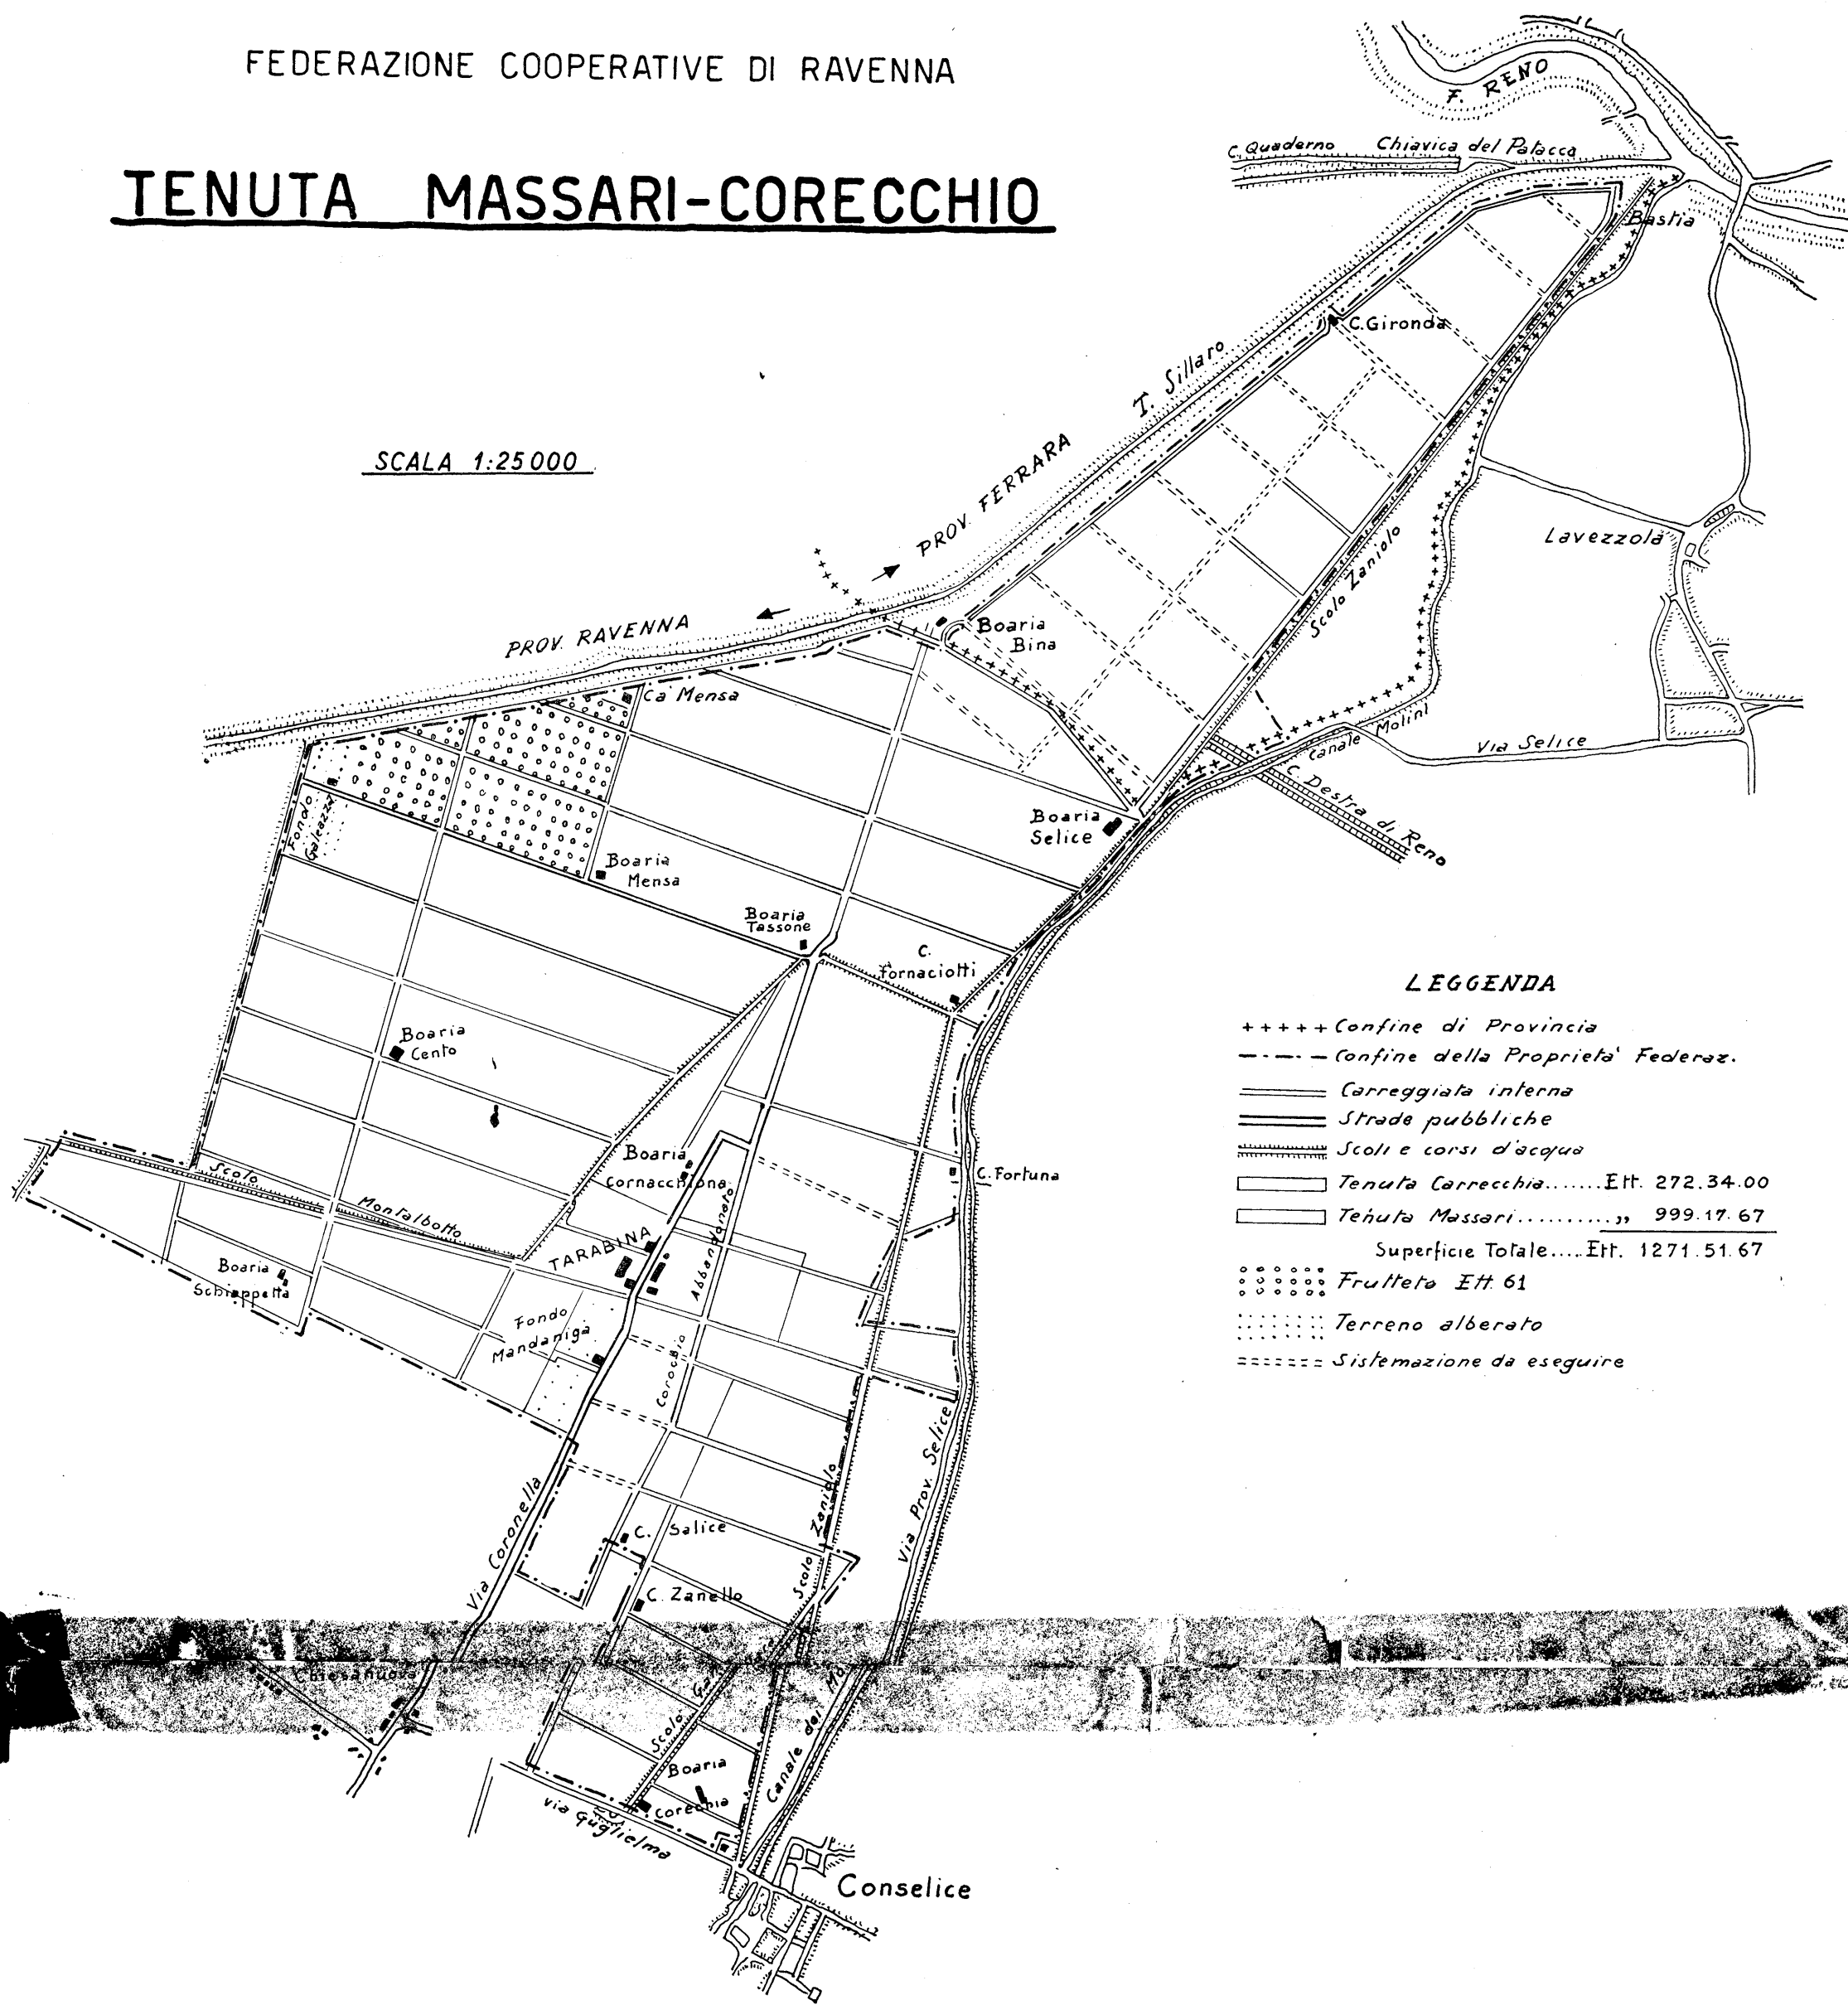 FEDERAZIONE COOPERATIVE DI RAVENNA
TENUTA MASSARI-CORECCHIO
SCALA 1:25000
F. RENO
C. Quaderno
Chiavica del Patacca
Bastia
C. Gironda
T. Sillaro
PROV. FERRARA
PROV. RAVENNA
Lavezzola
Scolo Zaniolo
Boaria
Bina
Ca' Mensa
Canale Molini
Via Selice
C. Destra di Reno
Boaria
Selice
Fondo
Galeazza
Boaria
Mensa
Boaria
Tassone
C.
Fornaciotti
Boaria
Cento
Boaria
Cornacchiona
C. Fortuna
Scolo
Montalbotto
TARABINA
Abbandonato
Boaria
Schiappetta
Fondo
Mandaniga
Corocchio
Via Prov. Selice
Via Coronella
Scolo Zaniolo
C. Salice
C. Zanello
Chiesanuova
Scolo
Canale dei
Boaria
Corecchia
via Guglielma
Conselice
LEGGENDA
+++++ Confine di Provincia
Confine della Proprietà Federaz.
Carreggiata interna
Strade pubbliche
Scoli e corsi d'acqua
Tenuta Carrecchia.......Ett. 272.34.00
Tenuta Massari..........,, 999.17.67
Superficie Totale....Ett. 1271.51.67
Frutteto Ett. 61
Terreno alberato
Sistemazione da eseguire